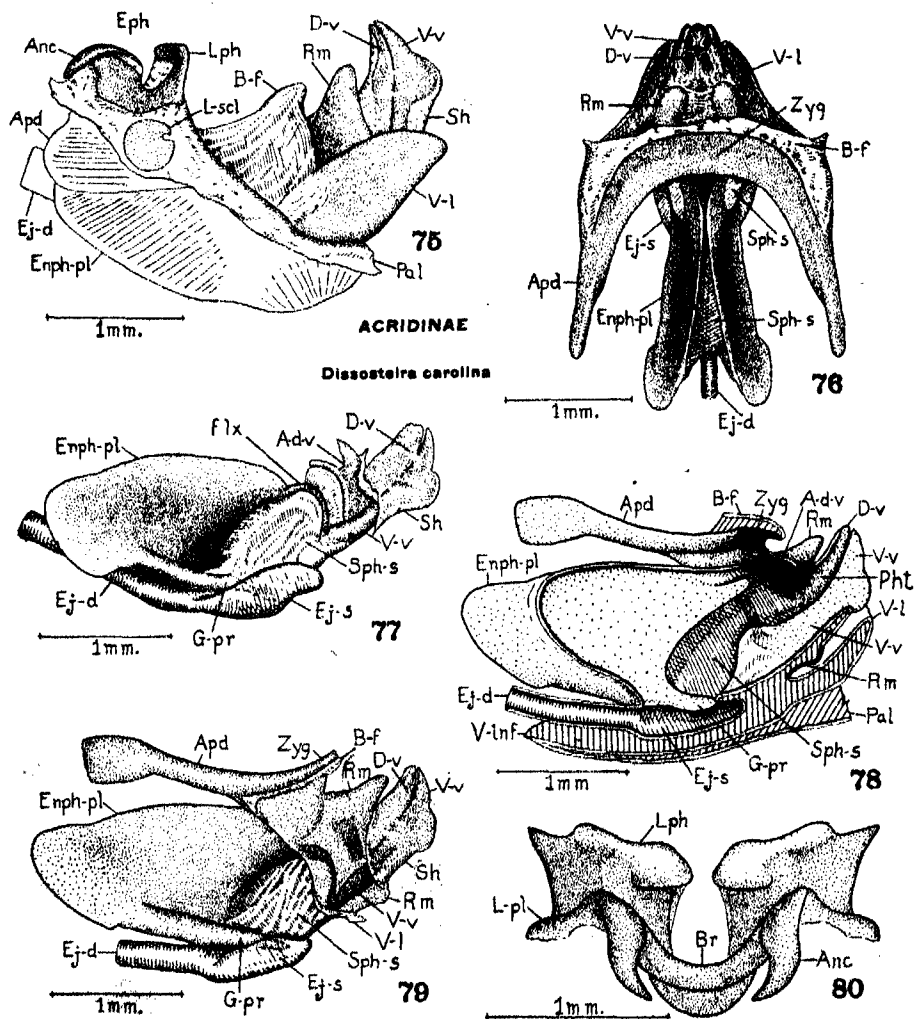 Eph
Anc
Lph
L-scl
Apd
B-f
Rm
D-v
V-v
Sh
V-l
Ej-d
Enph-pl
Pal
75
1mm.
ACRIDINAE
Dissosteira carolina
V-v
D-v
V-l
Rm
Zyg
B-f
Ej-s
Sph-s
Apd
Enph-pl
Sph-s
76
1mm.
Ej-d
Enph-pl
flx
A-d-v
D-v
Sh
V-v
Sph-s
Ej-d
Ej-s
G-pr
77
1mm.
Apd
B-f
Zyg
A-d-v
Rm
D-v
V-v
Pht
V-l
V-v
Enph-pl
Rm
Ej-d
Pal
V-inf
G-pr
Sph-s
Ej-s
1mm
78
Apd
Zyg
B-f
Rm
D-v
V-v
Enph-pl
Sh
Rm
V-v
V-l
Ej-d
Sph-s
G-pr
Ej-s
79
1mm.
Lph
L-pl
Br
Anc
80
1mm.